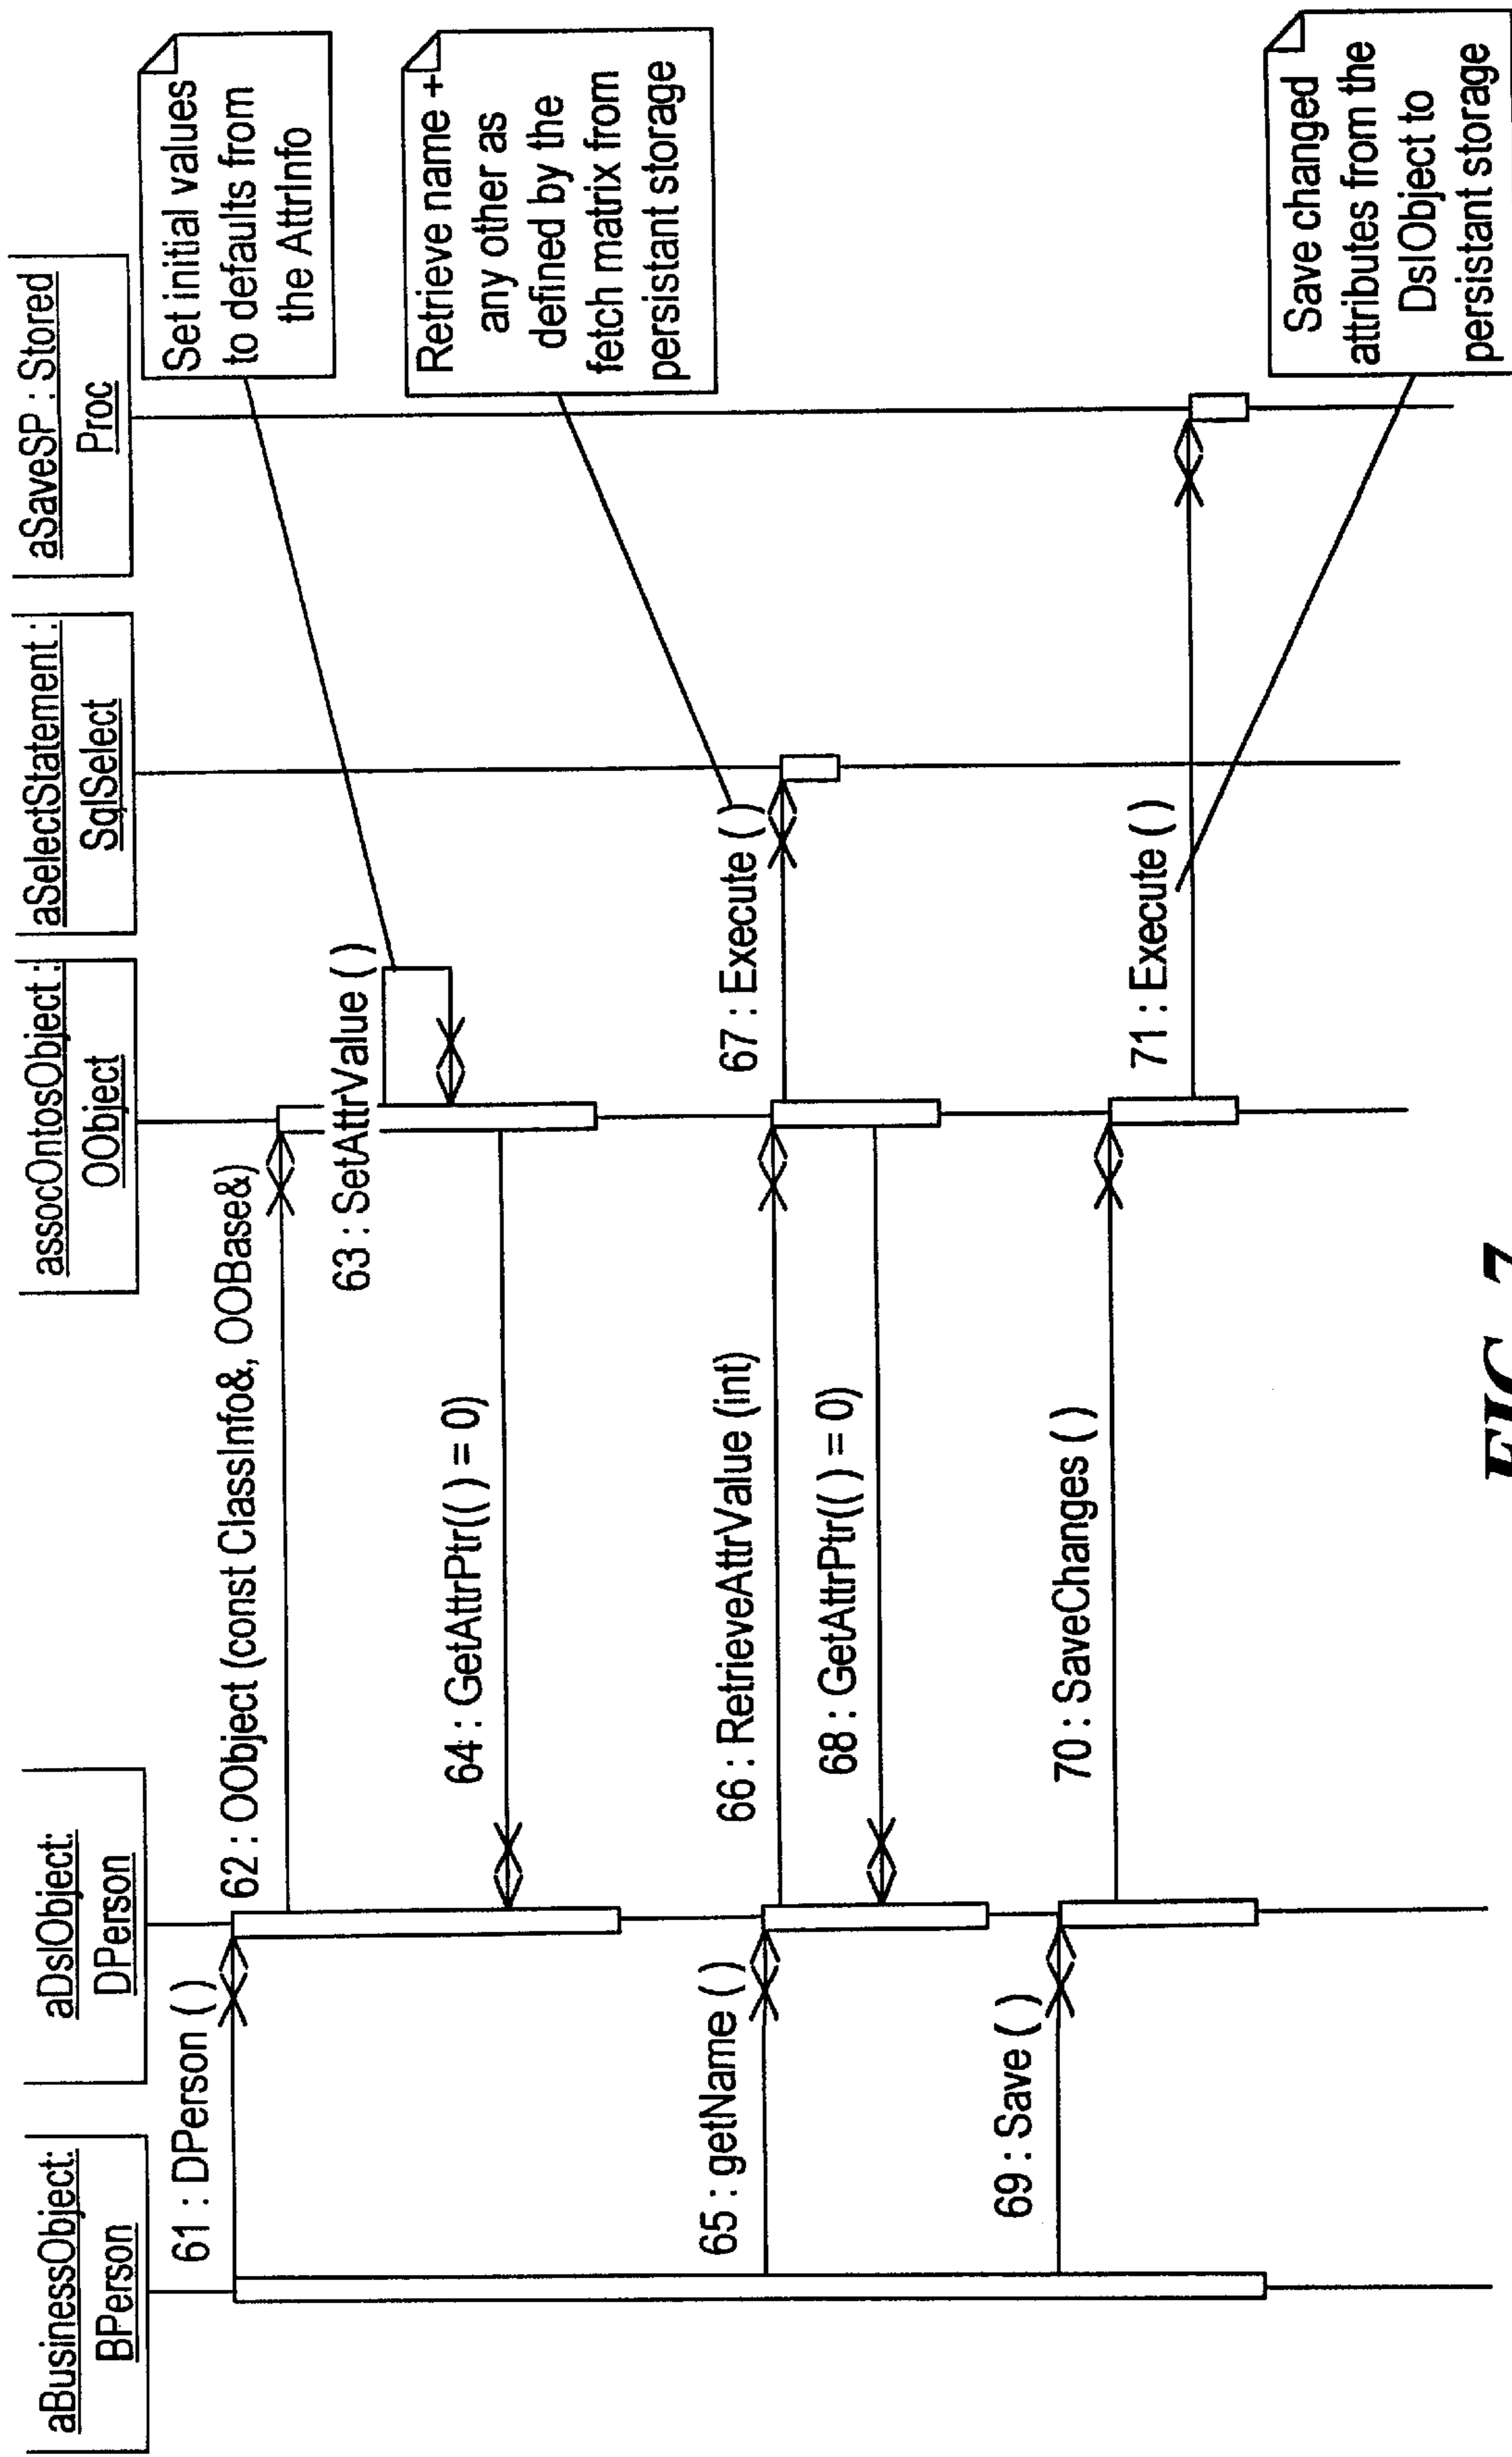 aBusinessObject:
BPerson
aDslObject:
DPerson
assocOntosObject :
OObject
aSelectStatement :
SqlSelect
aSaveSP : Stored
Proc
61 : DPerson ( )
62 : OObject (const ClassInfo&, OOBase&)
63 : SetAttrValue ( )
Set initial values
to defaults from
the AttrInfo
64 : GetAttrPtr(( ) = 0)
65 : getName ( )
66 : RetrieveAttrValue (int)
67 : Execute ( )
Retrieve name +
any other as
defined by the
fetch matrix from
persistant storage
68 : GetAttrPtr(( ) = 0)
69 : Save ( )
70 : SaveChanges ( )
71 : Execute ( )
Save changed
attributes from the
DslObject to
persistant storage
FIG. 7